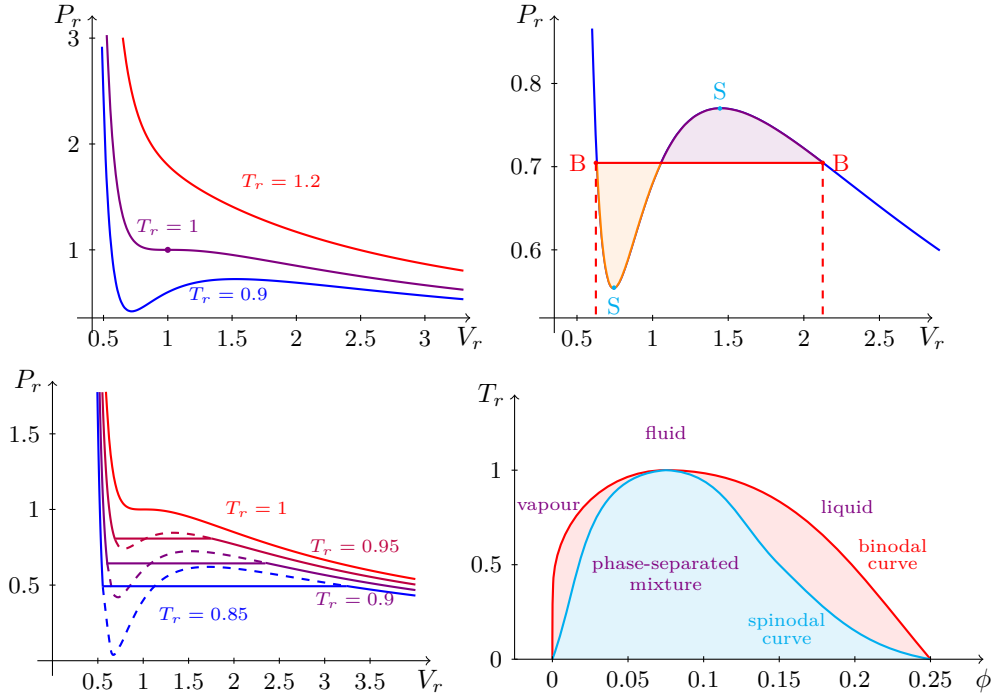 P_r
3
2
1
T_r = 1.2
T_r = 1
T_r = 0.9
0.5 1 1.5 2 2.5 3 V_r
P_r
0.8
0.7
0.6
S
B B
S
0.5 1 1.5 2 2.5 V_r
P_r
1.5
1
0.5
T_r = 1
T_r = 0.95
T_r = 0.9
T_r = 0.85
0.5 1 1.5 2 2.5 3 3.5 V_r
T_r
1
0.5
0
fluid
vapour
liquid
binodal
curve
phase-separated
mixture
spinodal
curve
0 0.05 0.1 0.15 0.2 0.25 ϕ